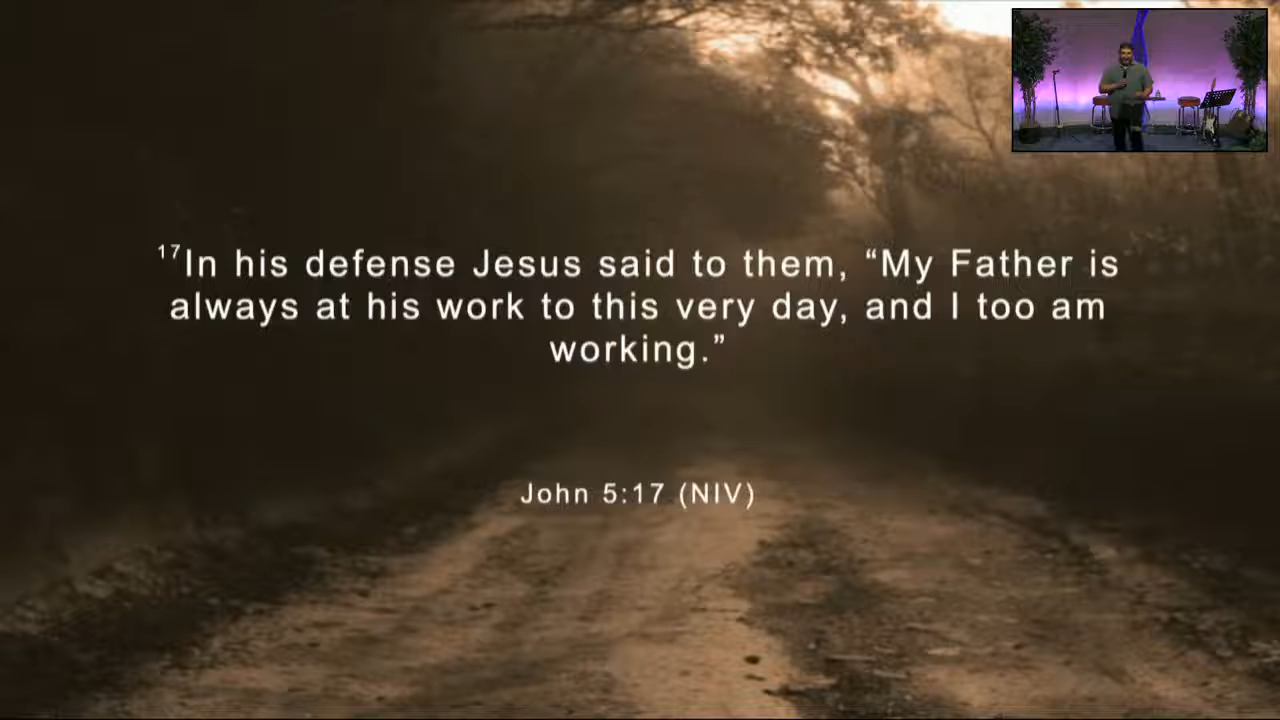 ¹⁷In his defense Jesus said to them, “My Father is
always at his work to this very day, and I too am
working.”
John 5:17 (NIV)